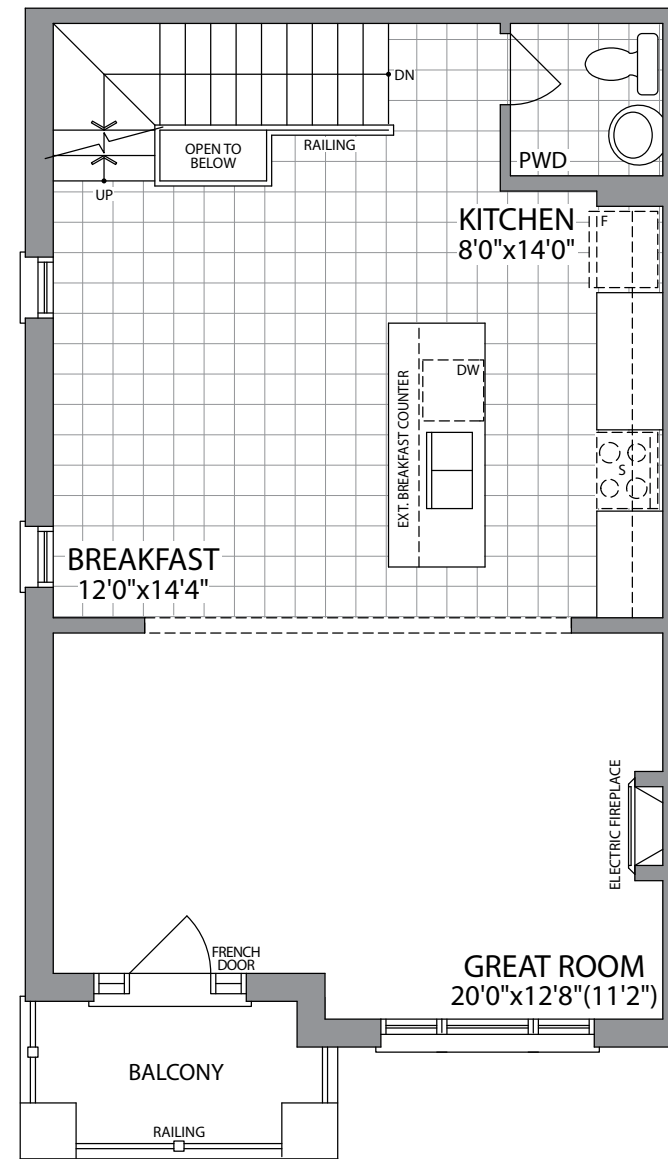 DN
OPEN TO
BELOW
RAILING
UP
PWD
KITCHEN
8'0"x14'0"
F
DW
EXT. BREAKFAST COUNTER
S
BREAKFAST
12'0"x14'4"
ELECTRIC FIREPLACE
FRENCH
DOOR
GREAT ROOM
20'0"x12'8"(11'2")
BALCONY
RAILING